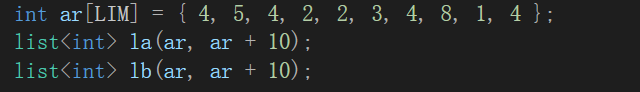 int ar[LIM] = { 4, 5, 4, 2, 2, 3, 4, 8, 1, 4 };
list<int> la(ar, ar + 10);
list<int> lb(ar, ar + 10);